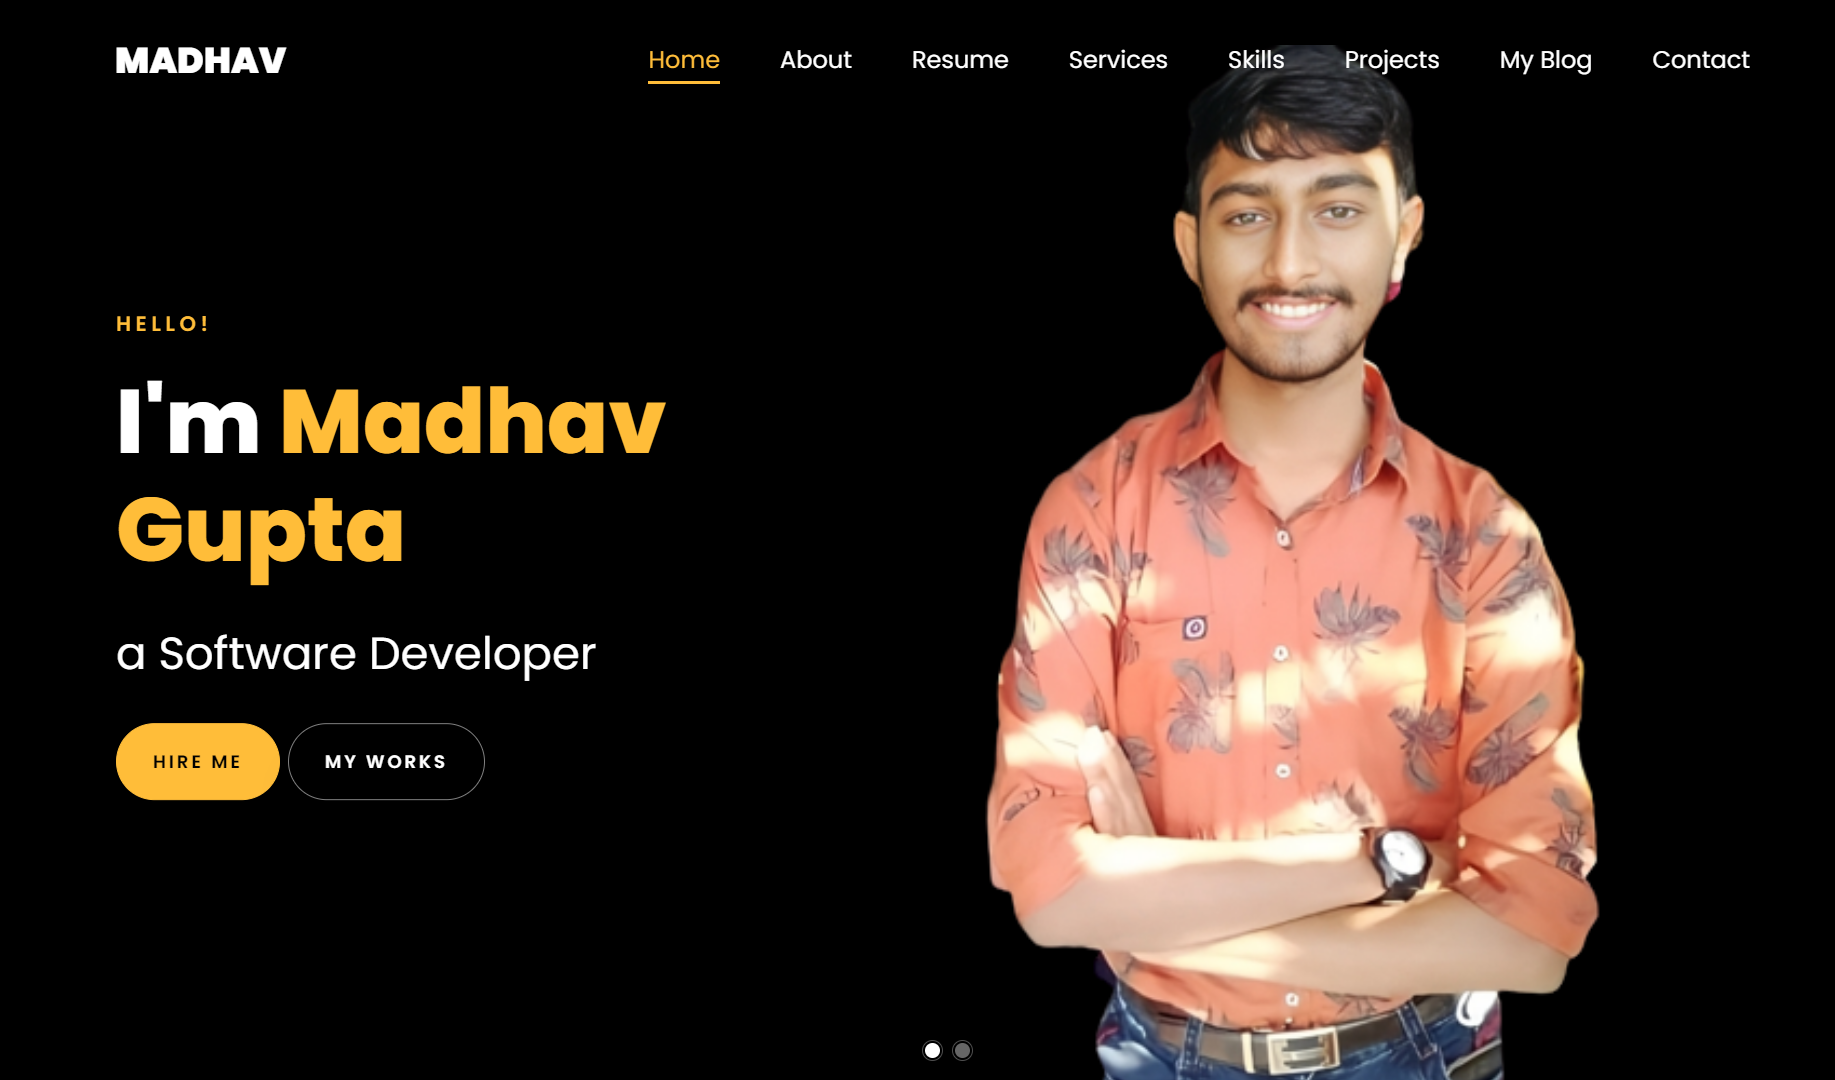 MADHAV
Home About Resume Services Skills Projects My Blog Contact
HELLO!
I'm Madhav
Gupta
a Software Developer
HIRE ME MY WORKS